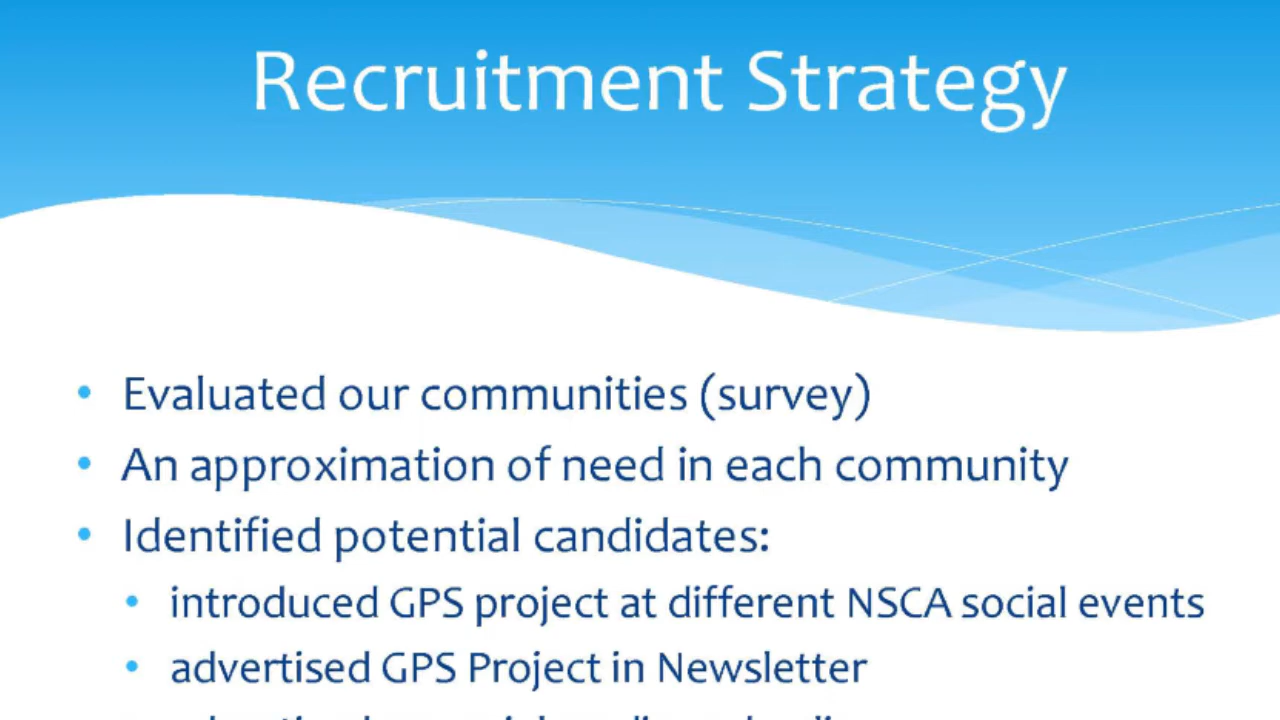 Recruitment Strategy
• Evaluated our communities (survey)
• An approximation of need in each community
• Identified potential candidates:
• introduced GPS project at different NSCA social events
• advertised GPS Project in Newsletter